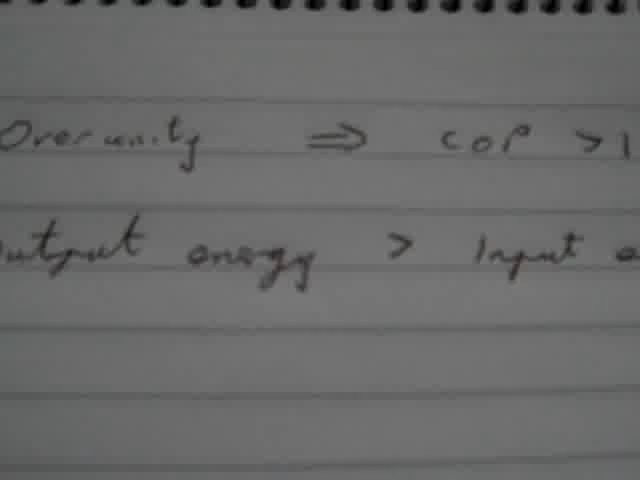 Overunity ⇒ COP >1
output energy > Input